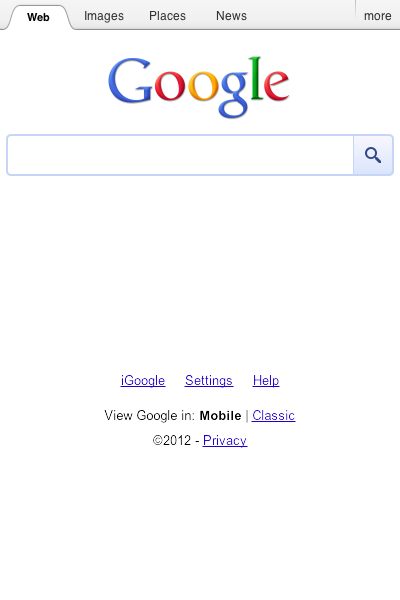 Web Images Places News more
Google
iGoogle Settings Help
View Google in: Mobile | Classic
©2012 - Privacy